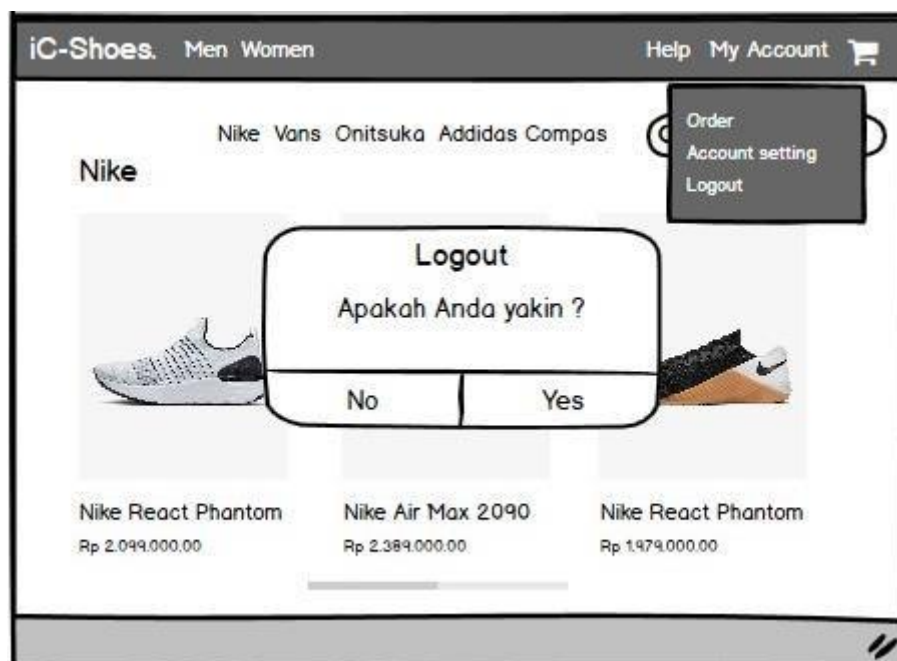 iC-Shoes. Men Women Help My Account
Order
Account setting
Logout
Nike Vans Onitsuka Addidas Compas
Nike
Logout
Apakah Anda yakin ?
No Yes
Nike React Phantom
Rp 2.099.000.00
Nike Air Max 2090
Rp 2.389.000.00
Nike React Phantom
Rp 1.979.000.00